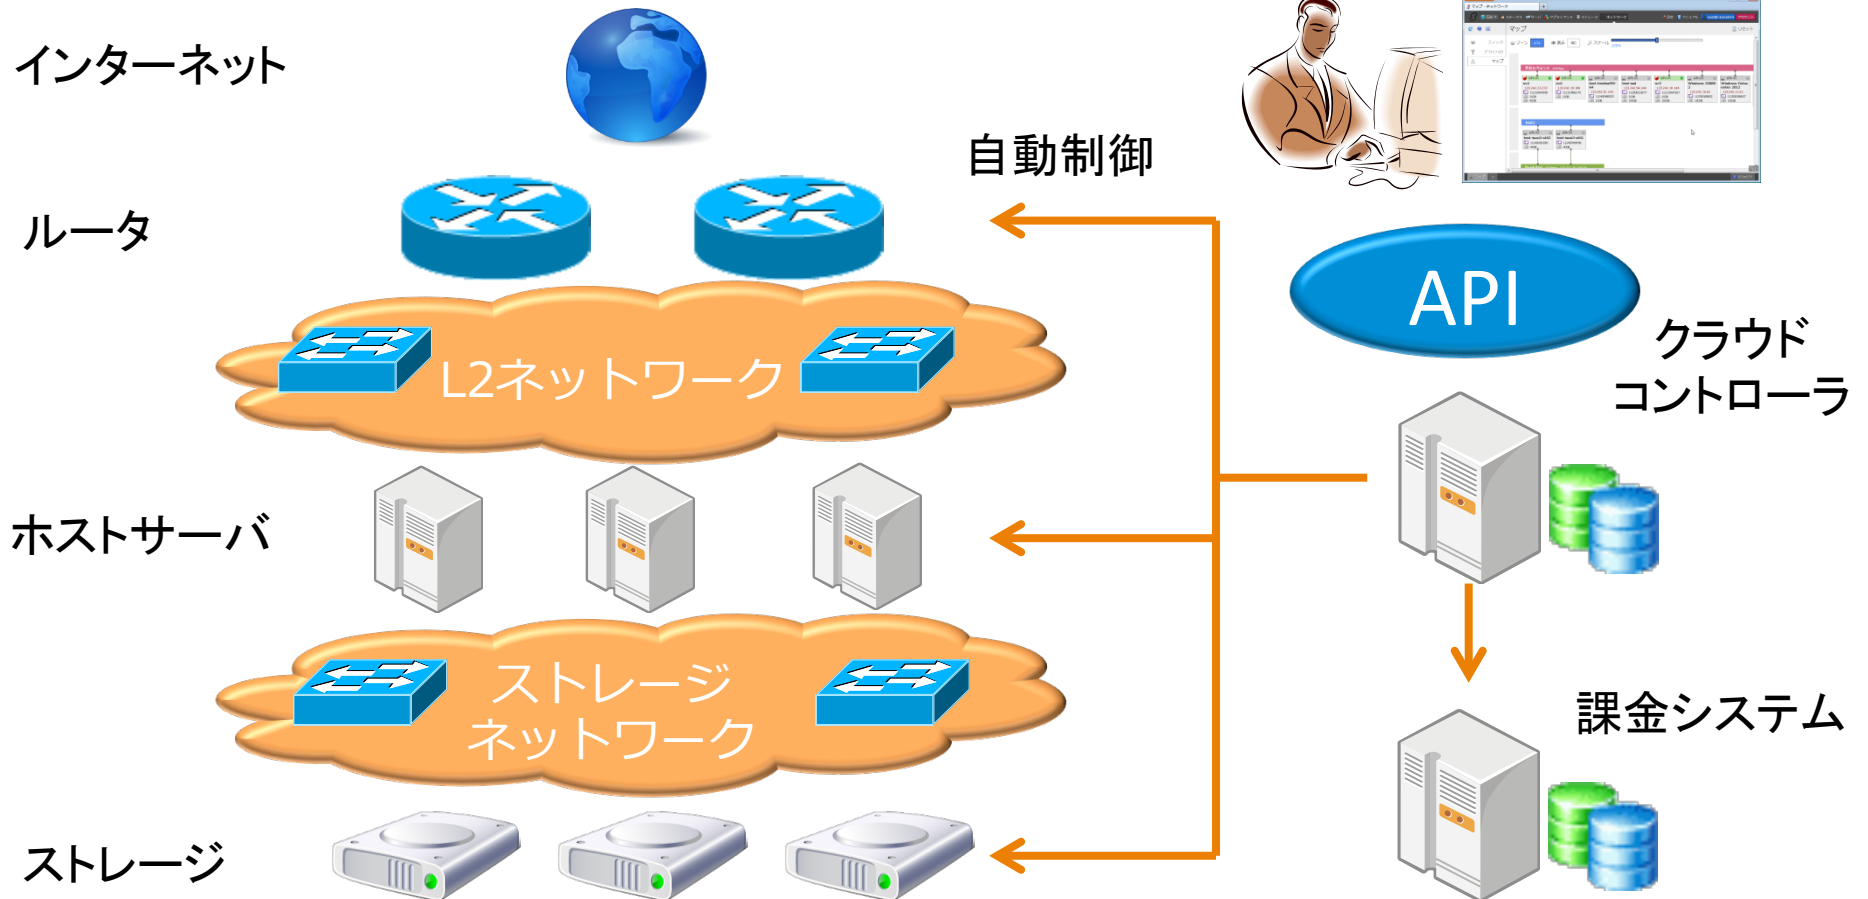 インターネット
自動制御
マップ
ルータ
API
クラウド
コントローラ
L2ネットワーク
ホストサーバ
ストレージ
ネットワーク
課金システム
ストレージ